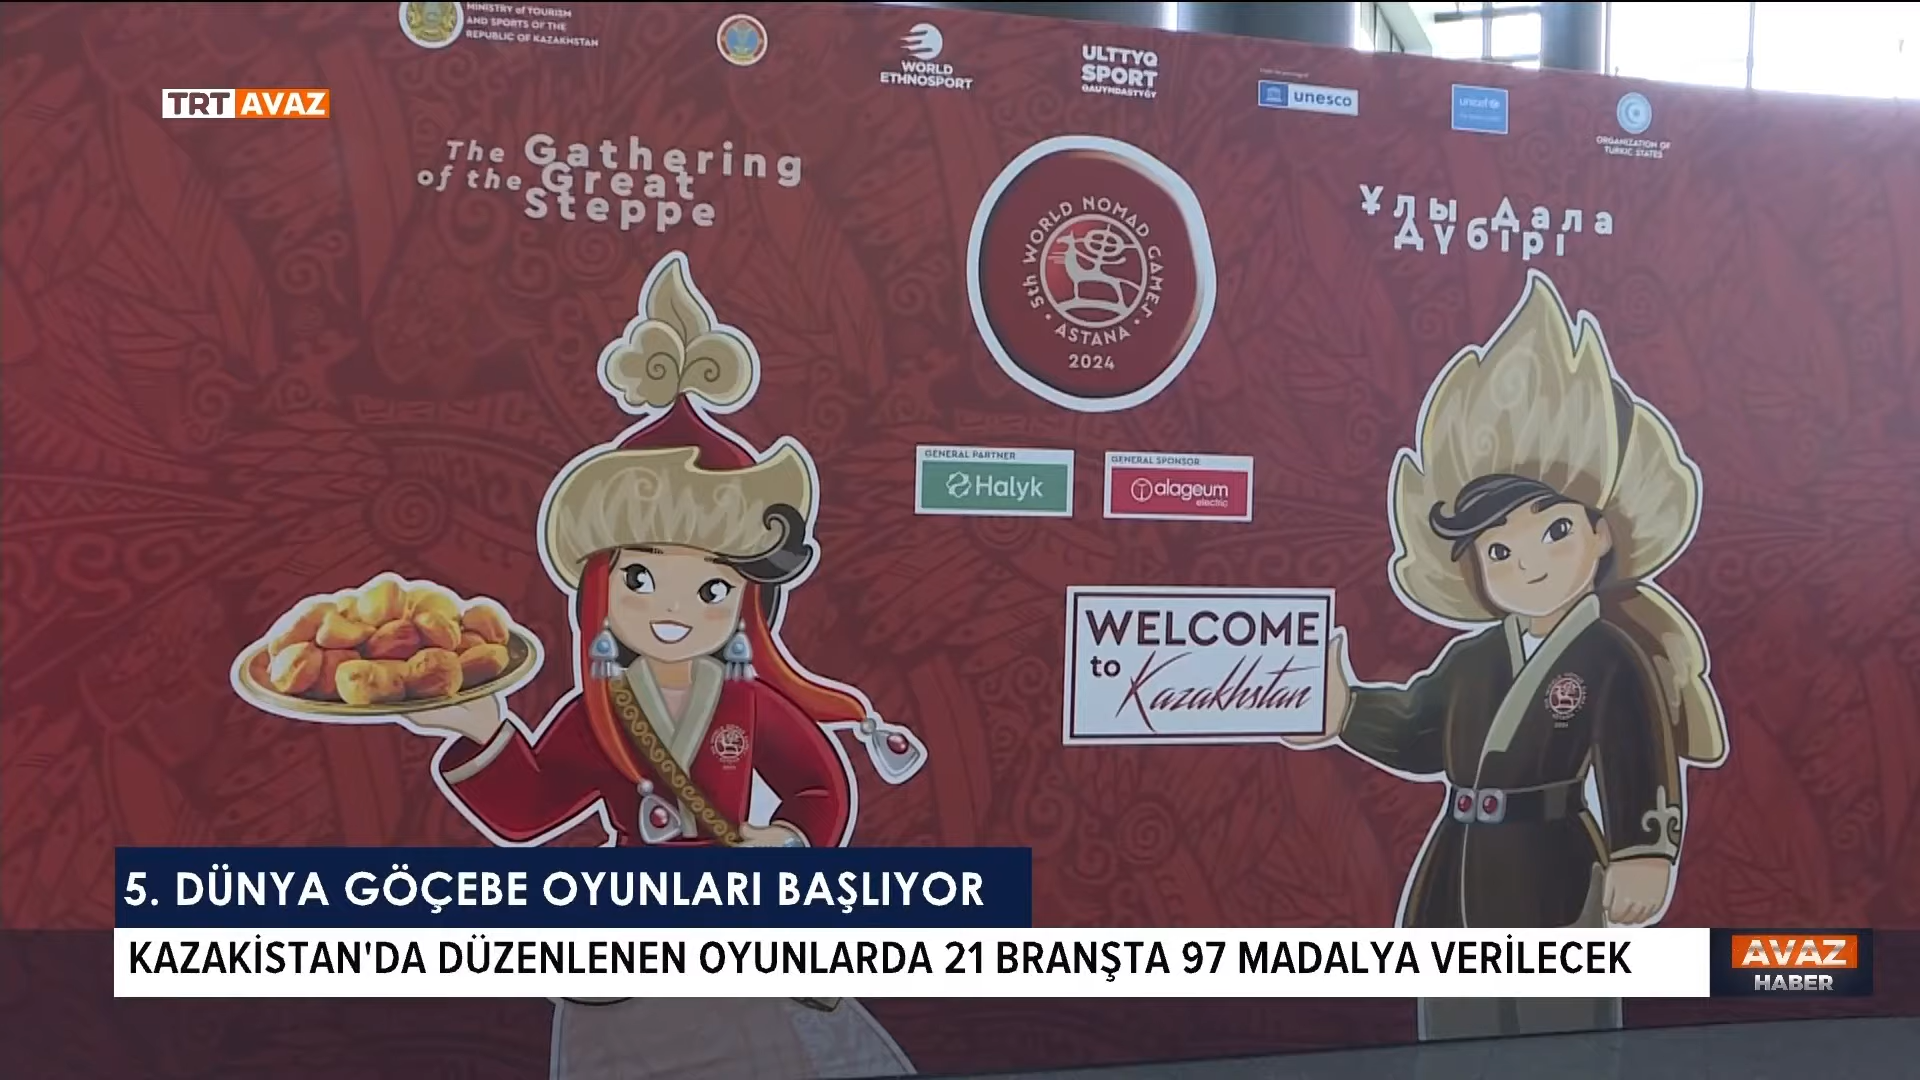 MINISTRY of TOURISM
AND SPORTS OF THE
REPUBLIC OF KAZAKHSTAN
WORLD
ETHNOSPORT
ULTTYQ
SPORT
QAUYMDASTYǴY
unesco
unicef
ORGANIZATION OF
TURKIC STATES
TRT AVAZ
The Gathering
of the Great
Steppe
5th WORLD NOMAD GAMES
ASTANA
2024
Ұлы Дала
Дүбірі
GENERAL PARTNER
Halyk
GENERAL SPONSOR
alageum
electric
WELCOME
to
Kazakhstan
5. DÜNYA GÖÇEBE OYUNLARI BAŞLIYOR
KAZAKİSTAN'DA DÜZENLENEN OYUNLARDA 21 BRANŞTA 97 MADALYA VERİLECEK
AVAZ
HABER